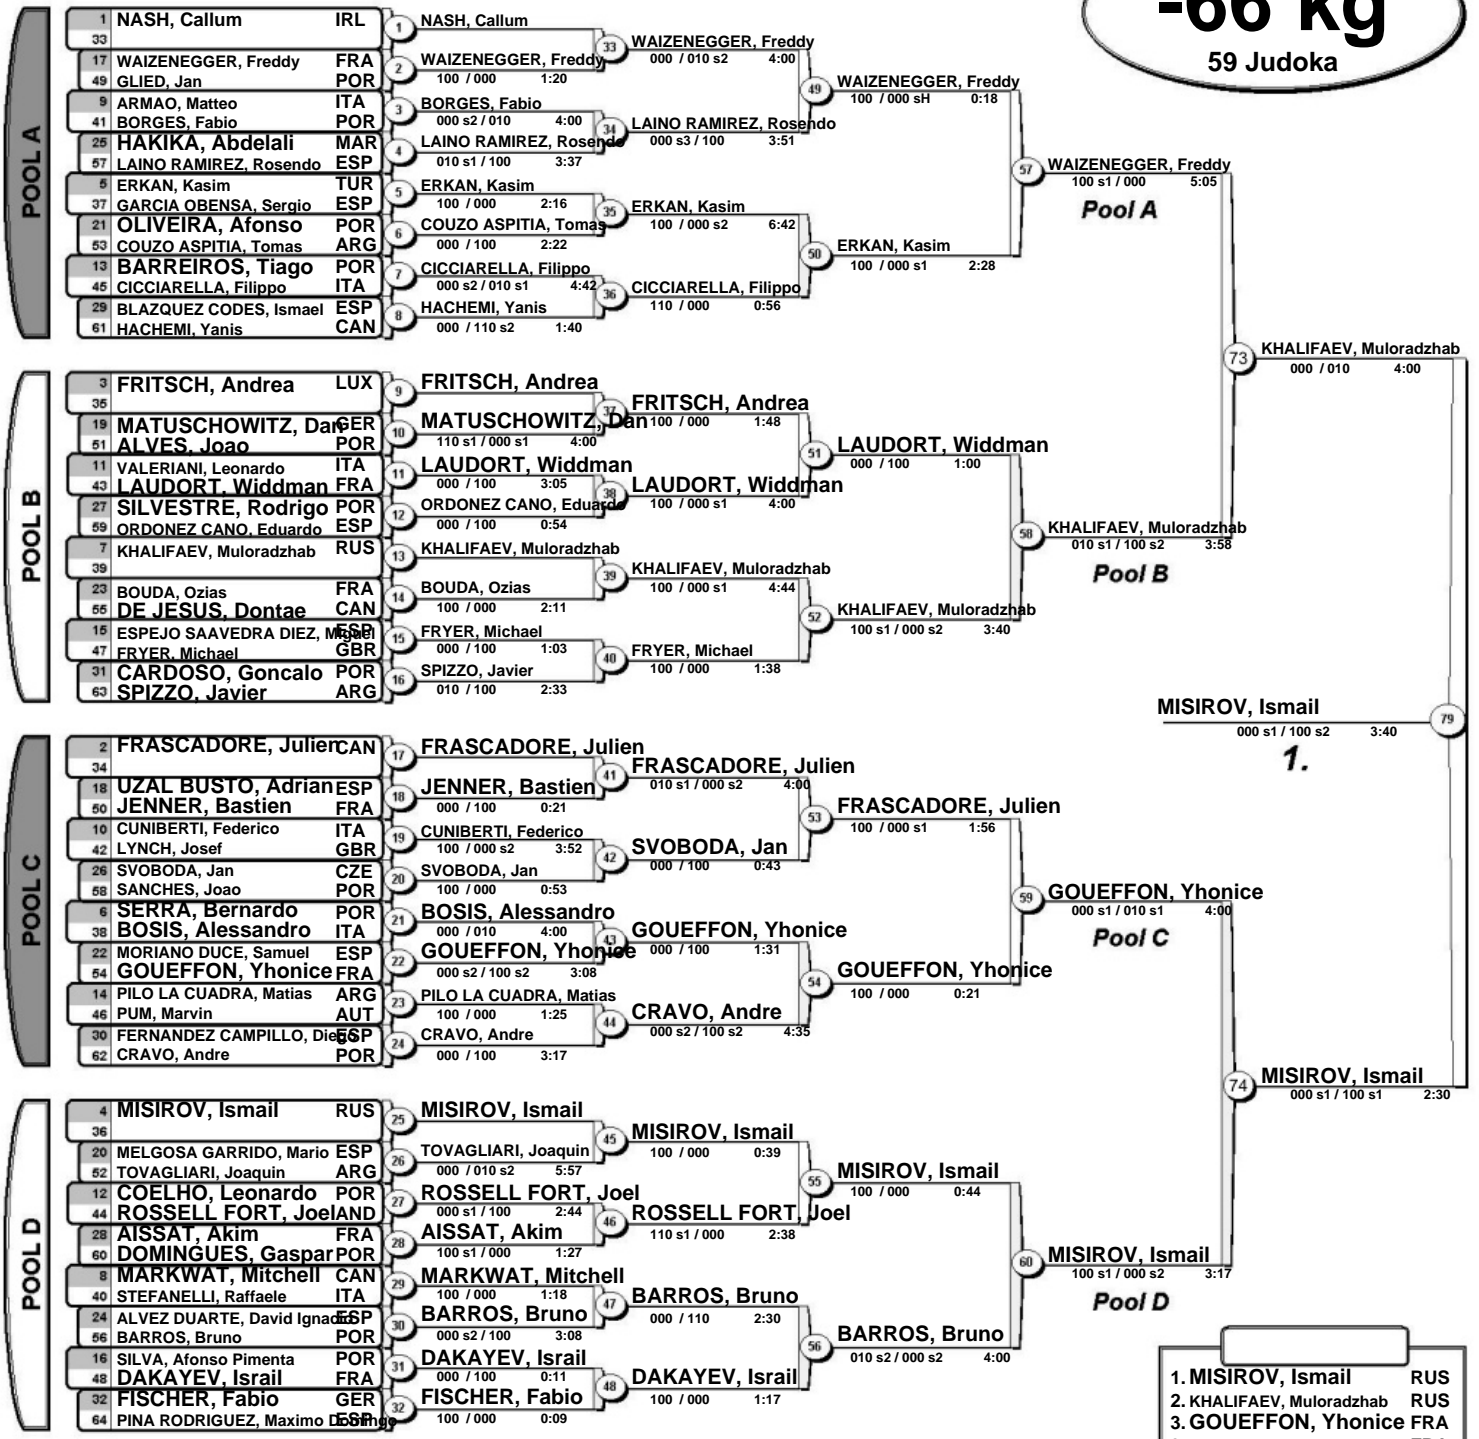 -66 kg
59 Judoka
POOL A
1 NASH, Callum IRL
33
17 WAIZENEGGER, Freddy FRA
49 GLIED, Jan POR
9 ARMAO, Matteo ITA
41 BORGES, Fabio POR
25 HAKIKA, Abdelali MAR
57 LAINO RAMIREZ, Rosendo ESP
5 ERKAN, Kasim TUR
37 GARCIA OBENSA, Sergio ESP
21 OLIVEIRA, Afonso POR
53 COUZO ASPITIA, Tomas ARG
13 BARREIROS, Tiago POR
45 CICCIARELLA, Filippo ITA
29 BLAZQUEZ CODES, Ismael ESP
61 HACHEMI, Yanis CAN
1 NASH, Callum
2 WAIZENEGGER, Freddy
100 / 000 1:20
3 BORGES, Fabio
000 s2 / 010 4:00
4 LAINO RAMIREZ, Rosendo
010 s1 / 100 3:37
5 ERKAN, Kasim
100 / 000 2:16
6 COUZO ASPITIA, Tomas
000 / 100 2:22
7 CICCIARELLA, Filippo
000 s2 / 010 s1 4:42
8 HACHEMI, Yanis
000 / 110 s2 1:40
33 WAIZENEGGER, Freddy
000 / 010 s2 4:00
34 LAINO RAMIREZ, Rosendo
000 s3 / 100 3:51
35 ERKAN, Kasim
100 / 000 s2 6:42
36 CICCIARELLA, Filippo
110 / 000 0:56
49 WAIZENEGGER, Freddy
100 / 000 sH 0:18
50 ERKAN, Kasim
100 / 000 s1 2:28
57 WAIZENEGGER, Freddy
100 s1 / 000 5:05
Pool A
POOL B
3 FRITSCH, Andrea LUX
35
19 MATUSCHOWITZ, Dan GER
51 ALVES, Joao POR
11 VALERIANI, Leonardo ITA
43 LAUDORT, Widdman FRA
27 SILVESTRE, Rodrigo POR
59 ORDONEZ CANO, Eduardo ESP
7 KHALIFAEV, Muloradzhab RUS
39
23 BOUDA, Ozias FRA
55 DE JESUS, Dontae CAN
15 ESPEJO SAAVEDRA DIEZ, Miguel ESP
47 FRYER, Michael GBR
31 CARDOSO, Goncalo POR
63 SPIZZO, Javier ARG
9 FRITSCH, Andrea
10 MATUSCHOWITZ, Dan
110 s1 / 000 s1 4:00
11 LAUDORT, Widdman
000 / 100 3:05
12 ORDONEZ CANO, Eduardo
000 / 100 0:54
13 KHALIFAEV, Muloradzhab
14 BOUDA, Ozias
100 / 000 2:11
15 FRYER, Michael
000 / 100 1:03
16 SPIZZO, Javier
010 / 100 2:33
37 FRITSCH, Andrea
100 / 000 1:48
38 LAUDORT, Widdman
100 / 000 s1 4:00
39 KHALIFAEV, Muloradzhab
100 / 000 s1 4:44
40 FRYER, Michael
100 / 000 1:38
51 LAUDORT, Widdman
000 / 100 1:00
52 KHALIFAEV, Muloradzhab
100 s1 / 000 s2 3:40
58 KHALIFAEV, Muloradzhab
010 s1 / 100 s2 3:58
Pool B
73 KHALIFAEV, Muloradzhab
000 / 010 4:00
MISIROV, Ismail 79
000 s1 / 100 s2 3:40
1.
POOL C
2 FRASCADORE, Julien CAN
34
18 UZAL BUSTO, Adrian ESP
50 JENNER, Bastien FRA
10 CUNIBERTI, Federico ITA
42 LYNCH, Josef GBR
26 SVOBODA, Jan CZE
58 SANCHES, Joao POR
6 SERRA, Bernardo POR
38 BOSIS, Alessandro ITA
22 MORIANO DUCE, Samuel ESP
54 GOUEFFON, Yhonice FRA
14 PILO LA CUADRA, Matias ARG
46 PUM, Marvin AUT
30 FERNANDEZ CAMPILLO, Diego ESP
62 CRAVO, Andre POR
17 FRASCADORE, Julien
18 JENNER, Bastien
000 / 100 0:21
19 CUNIBERTI, Federico
100 / 000 s2 3:52
20 SVOBODA, Jan
100 / 000 0:53
21 BOSIS, Alessandro
000 / 010 4:00
22 GOUEFFON, Yhonice
000 s2 / 100 s2 3:08
23 PILO LA CUADRA, Matias
100 / 000 1:25
24 CRAVO, Andre
000 / 100 3:17
41 FRASCADORE, Julien
010 s1 / 000 s2 4:00
42 SVOBODA, Jan
000 / 100 0:43
43 GOUEFFON, Yhonice
000 / 100 1:31
44 CRAVO, Andre
000 s2 / 100 s2 4:35
53 FRASCADORE, Julien
100 / 000 s1 1:56
54 GOUEFFON, Yhonice
100 / 000 0:21
59 GOUEFFON, Yhonice
000 s1 / 010 s1 4:00
Pool C
POOL D
4 MISIROV, Ismail RUS
36
20 MELGOSA GARRIDO, Mario ESP
52 TOVAGLIARI, Joaquin ARG
12 COELHO, Leonardo POR
44 ROSSELL FORT, Joel AND
28 AISSAT, Akim FRA
60 DOMINGUES, Gaspar POR
8 MARKWAT, Mitchell CAN
40 STEFANELLI, Raffaele ITA
24 ALVEZ DUARTE, David Ignacio ESP
56 BARROS, Bruno POR
16 SILVA, Afonso Pimenta POR
48 DAKAYEV, Israil FRA
32 FISCHER, Fabio GER
64 PINA RODRIGUEZ, Maximo Domingo ESP
25 MISIROV, Ismail
26 TOVAGLIARI, Joaquin
000 / 010 s2 5:57
27 ROSSELL FORT, Joel
000 s1 / 100 2:44
28 AISSAT, Akim
100 s1 / 000 1:27
29 MARKWAT, Mitchell
100 / 000 1:18
30 BARROS, Bruno
000 s2 / 100 3:08
31 DAKAYEV, Israil
000 / 100 0:11
32 FISCHER, Fabio
100 / 000 0:09
45 MISIROV, Ismail
100 / 000 0:39
46 ROSSELL FORT, Joel
110 s1 / 000 2:38
47 BARROS, Bruno
000 / 110 2:30
48 DAKAYEV, Israil
100 / 000 1:17
55 MISIROV, Ismail
100 / 000 0:44
56 BARROS, Bruno
010 s2 / 000 s2 4:00
60 MISIROV, Ismail
100 s1 / 000 s2 3:17
Pool D
74 MISIROV, Ismail
000 s1 / 100 s1 2:30
1. MISIROV, Ismail RUS
2. KHALIFAEV, Muloradzhab RUS
3. GOUEFFON, Yhonice FRA